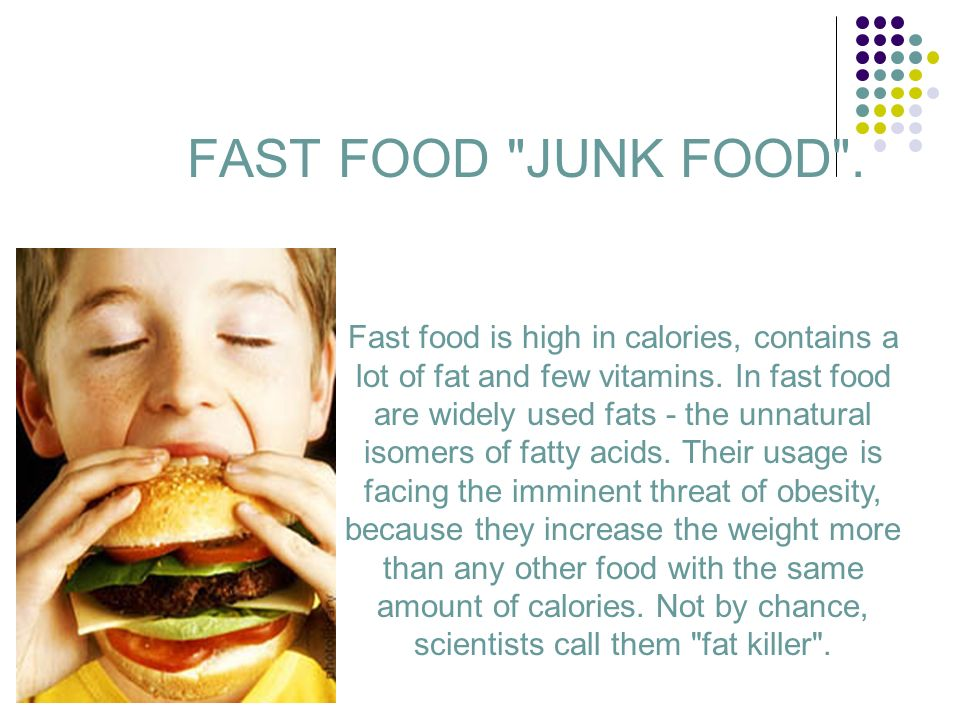 FAST FOOD "JUNK FOOD".
Fast food is high in calories, contains a
lot of fat and few vitamins. In fast food
are widely used fats - the unnatural
isomers of fatty acids. Their usage is
facing the imminent threat of obesity,
because they increase the weight more
than any other food with the same
amount of calories. Not by chance,
scientists call them "fat killer".